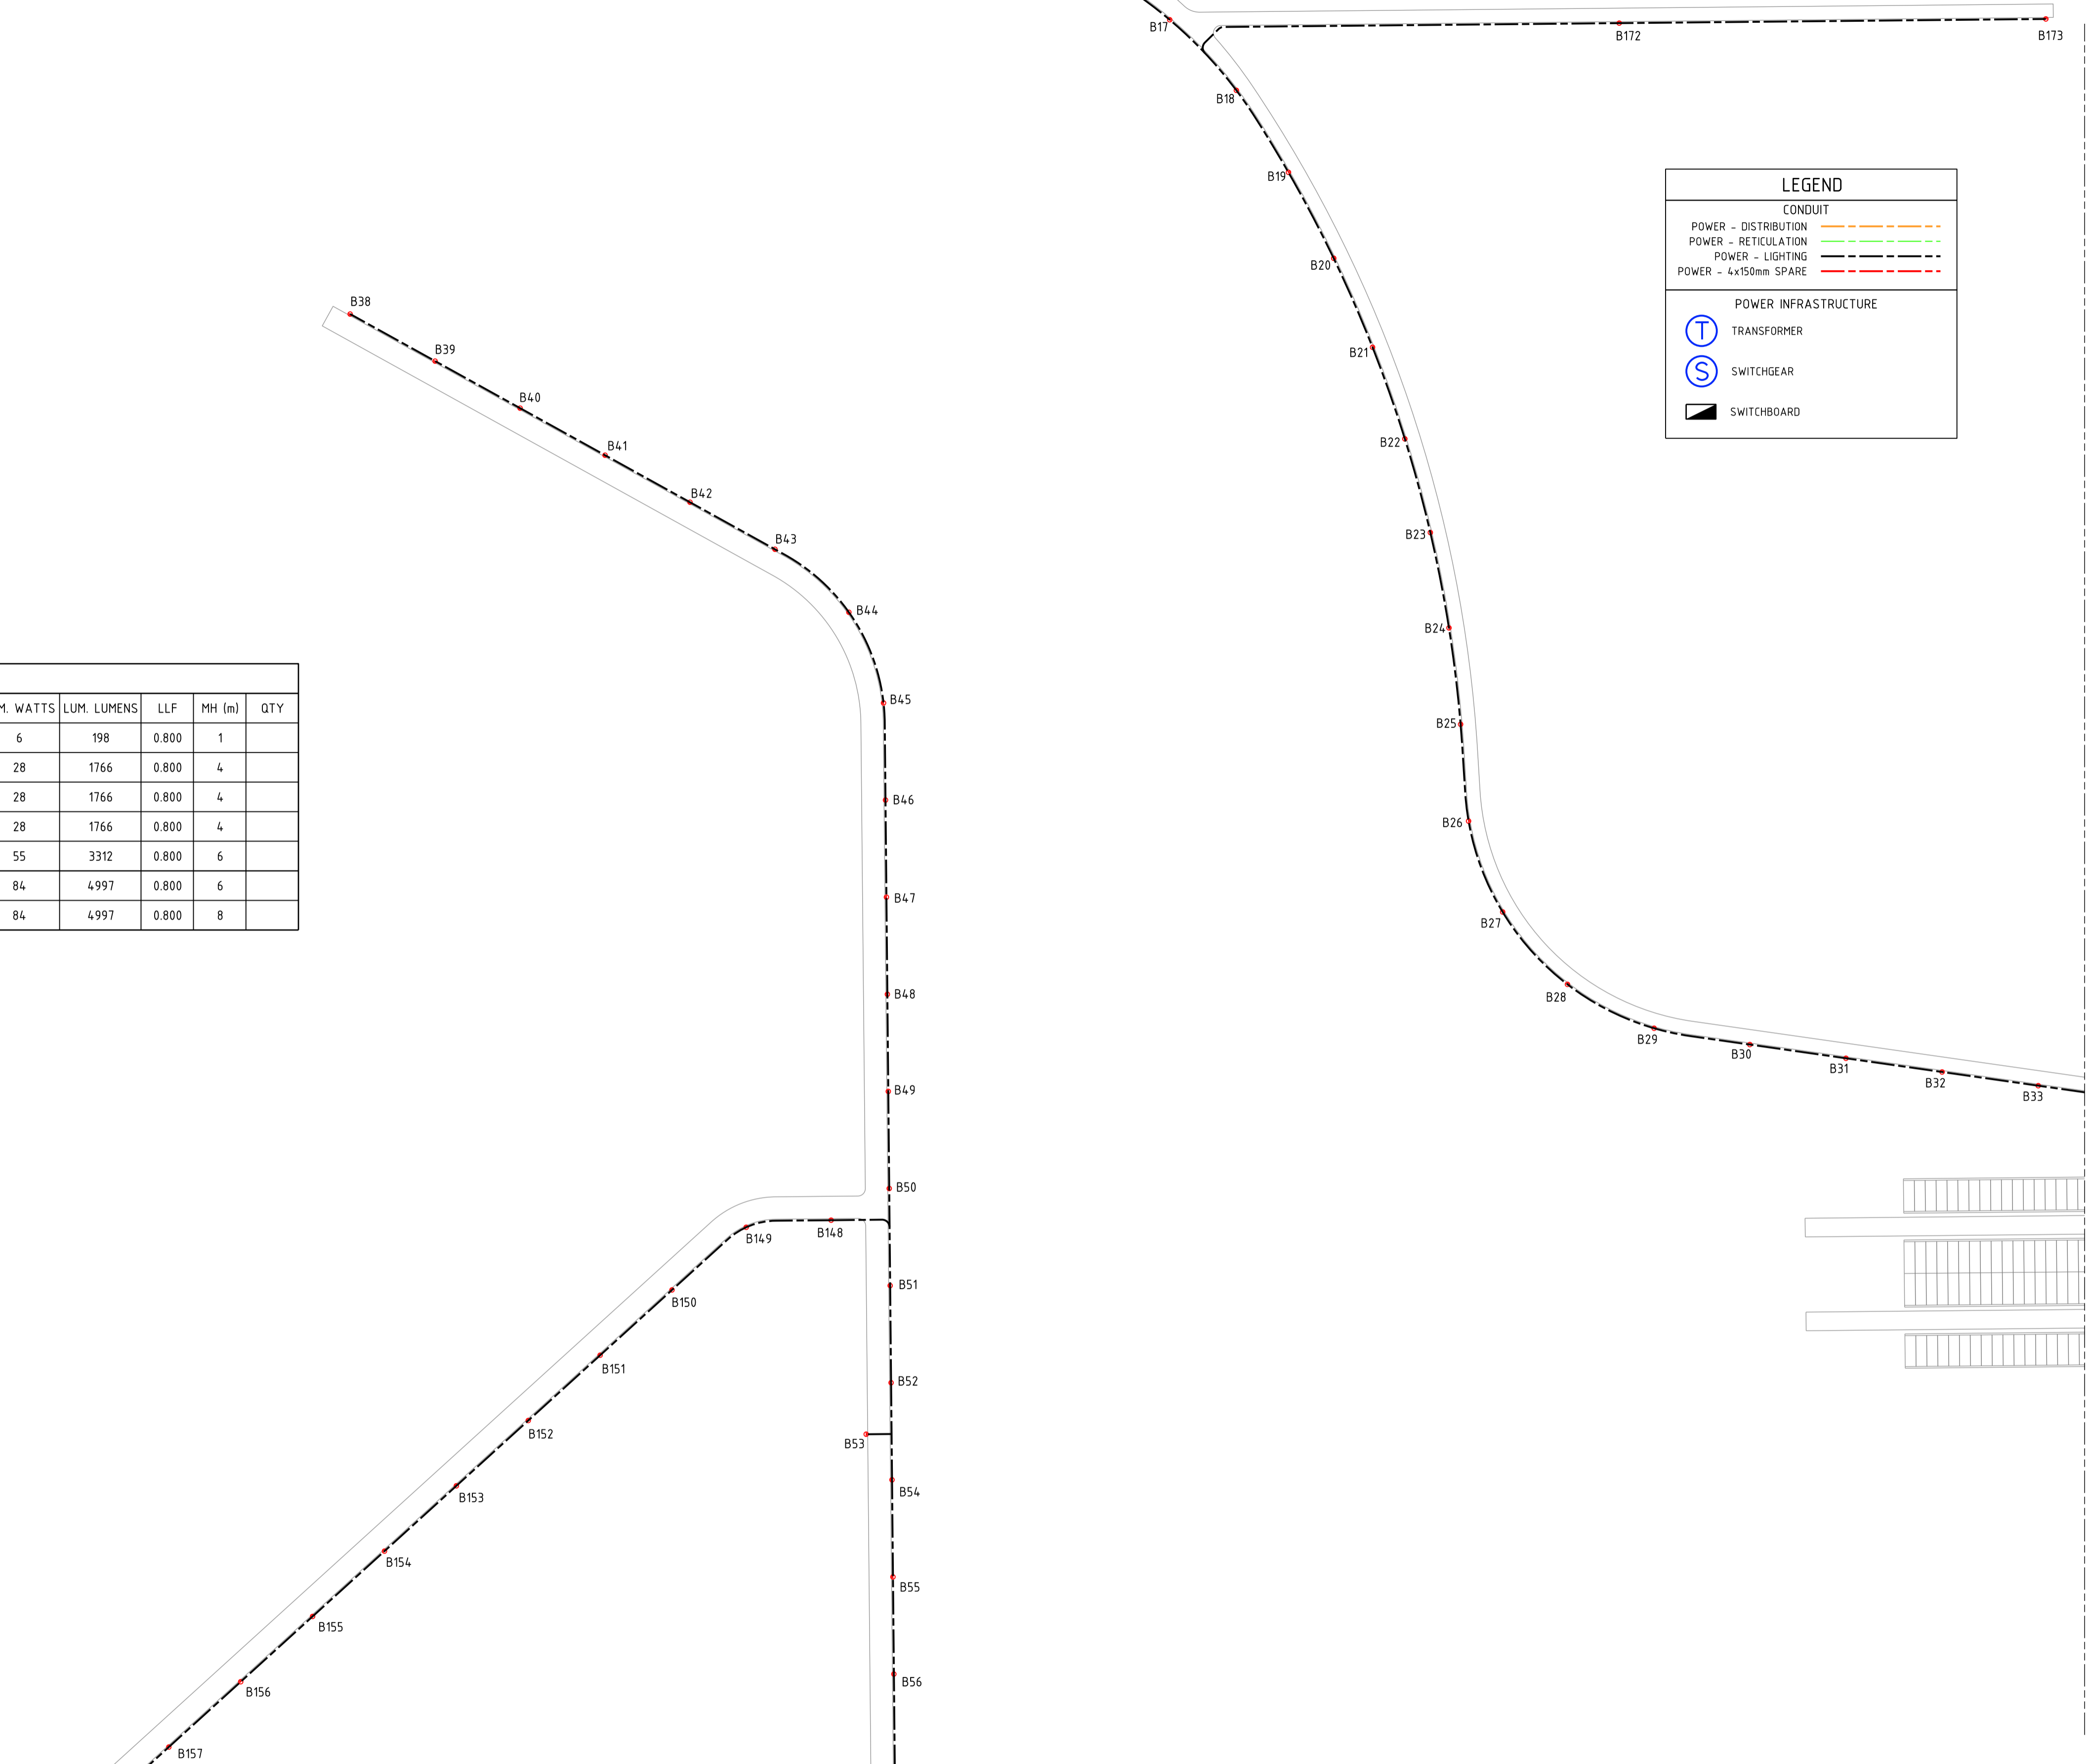 B17
B172
B173
B18
B19
B20
B21
B22
B23
B24
B25
B26
B27
B28
B29
B30
B31
B32
B33
LEGEND
CONDUIT
POWER - DISTRIBUTION
POWER - RETICULATION
POWER - LIGHTING
POWER - 4x150mm SPARE
POWER INFRASTRUCTURE
T TRANSFORMER
S SWITCHGEAR
SWITCHBOARD
B38
B39
B40
B41
B42
B43
B44
B45
B46
B47
B48
B49
B50
B148
B149
B51
B150
B151
B52
B152
B53
B153
B54
B154
B55
B155
B56
B156
B157
M. WATTS LUM. LUMENS LLF MH (m) QTY
6 198 0.800 1
28 1766 0.800 4
28 1766 0.800 4
28 1766 0.800 4
55 3312 0.800 6
84 4997 0.800 6
84 4997 0.800 8